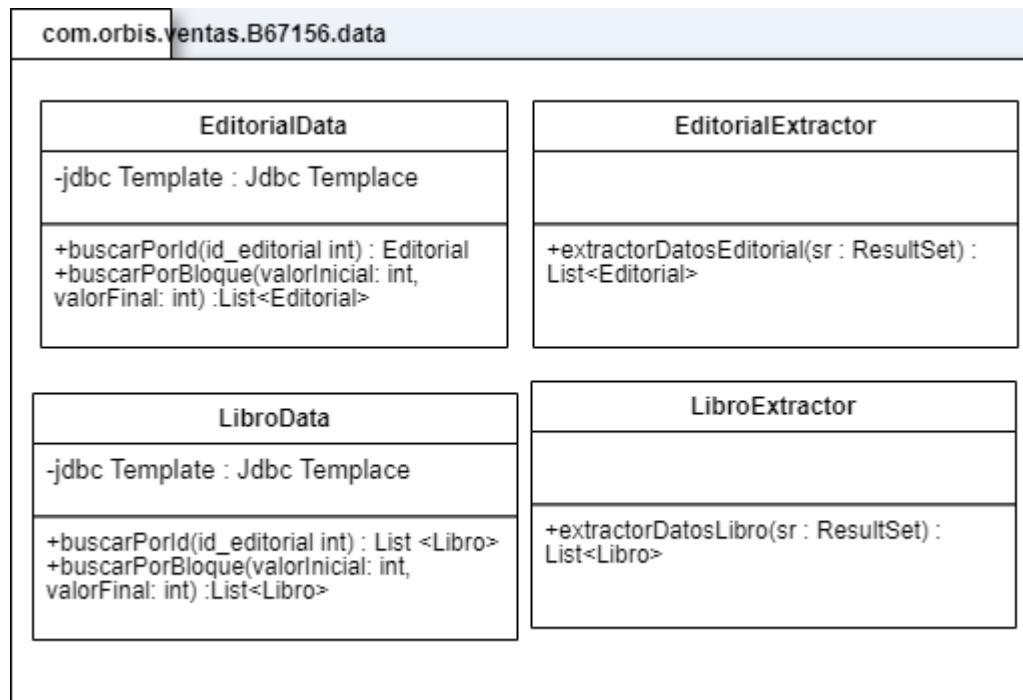 com.orbis.ventas.B67156.data
EditorialData
-jdbc Template : Jdbc Templace
+buscarPorId(id_editorial int) : Editorial
+buscarPorBloque(valorInicial: int,
valorFinal: int) :List<Editorial>
EditorialExtractor
+extractorDatosEditorial(sr : ResultSet) :
List<Editorial>
LibroData
-jdbc Template : Jdbc Templace
+buscarPorId(id_editorial int) : List <Libro>
+buscarPorBloque(valorInicial: int,
valorFinal: int) :List<Libro>
LibroExtractor
+extractorDatosLibro(sr : ResultSet) :
List<Libro>